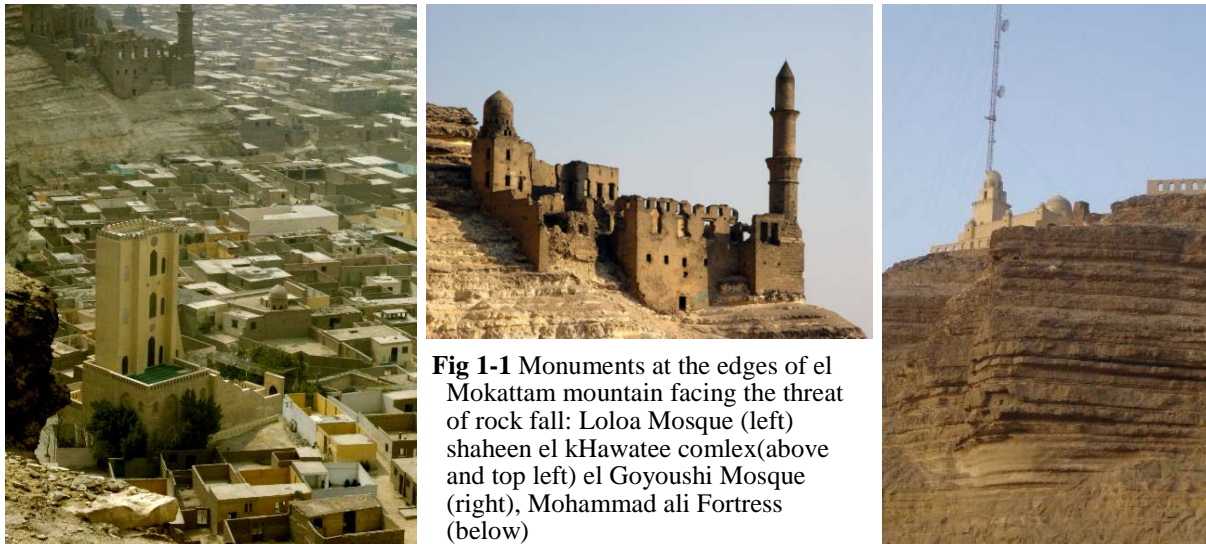 Fig 1-1 Monuments at the edges of el
Mokattam mountain facing the threat
of rock fall: Loloa Mosque (left)
shaheen el kHawatee comlex(above
and top left) el Goyoushi Mosque
(right), Mohammad ali Fortress
(below)